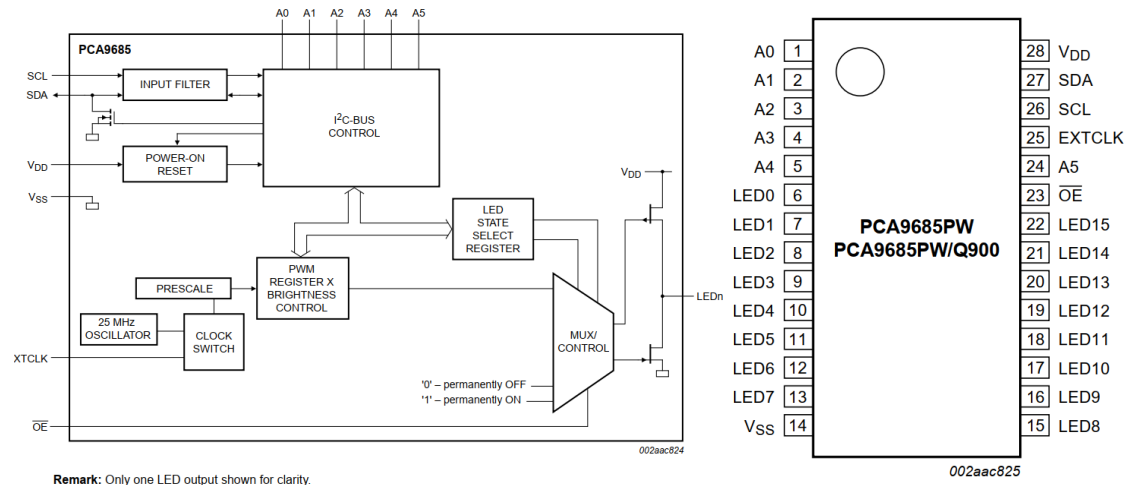 A0 A1 A2 A3 A4 A5
PCA9685
SCL
SDA
INPUT FILTER
I2C-BUS
CONTROL
POWER-ON
RESET
VDD
VSS
VDD
LED
STATE
SELECT
REGISTER
PWM
REGISTER X
BRIGHTNESS
CONTROL
PRESCALE
25 MHz
OSCILLATOR
CLOCK
SWITCH
XTCLK
MUX/
CONTROL
LEDn
'0' – permanently OFF
'1' – permanently ON
OE
002aac824
Remark: Only one LED output shown for clarity.
A0 1 28 VDD
A1 2 27 SDA
A2 3 26 SCL
A3 4 25 EXTCLK
A4 5 24 A5
LED0 6 23 OE
LED1 7 22 LED15
PCA9685PW
PCA9685PW/Q900
LED2 8 21 LED14
LED3 9 20 LED13
LED4 10 19 LED12
LED5 11 18 LED11
LED6 12 17 LED10
LED7 13 16 LED9
VSS 14 15 LED8
002aac825